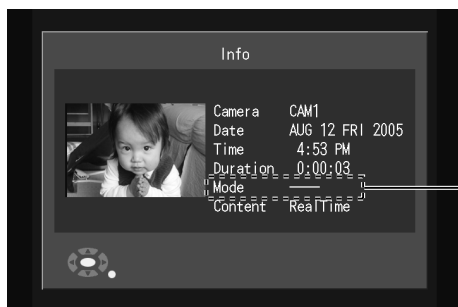 Info
Camera CAM1
Date AUG 12 FRI 2005
Time 4:53 PM
Duration 0:00:03
Mode ——
Content RealTime